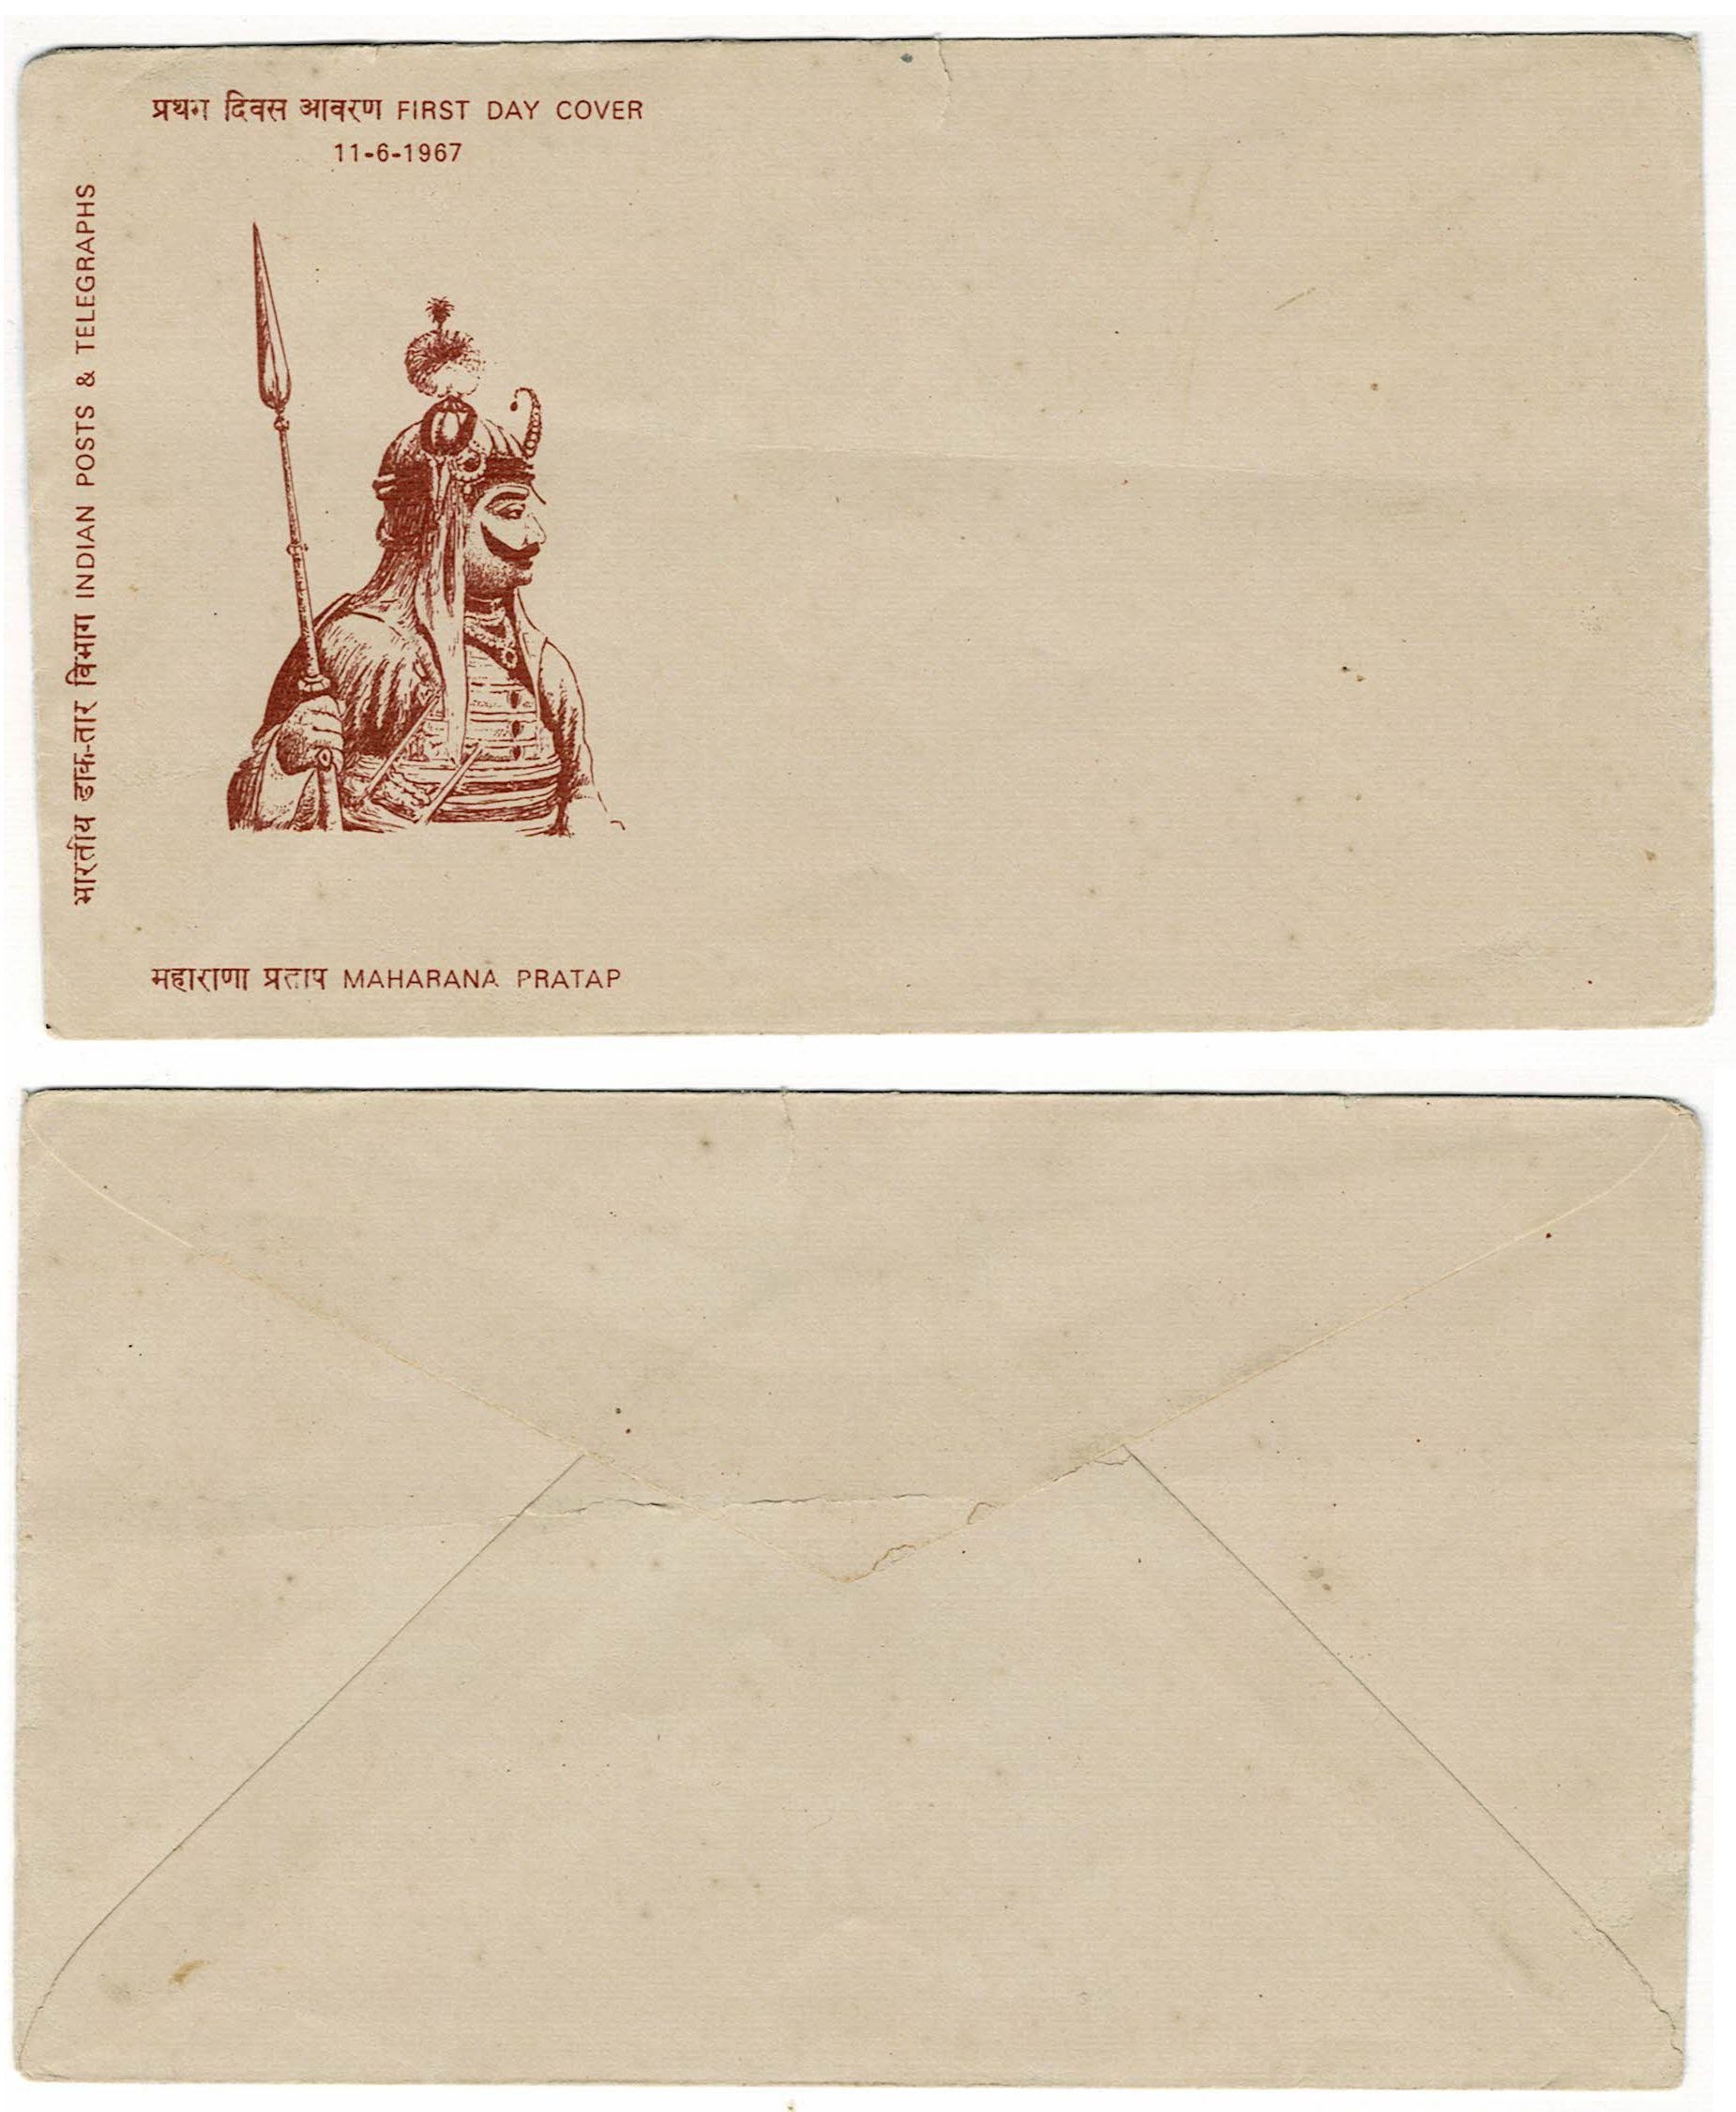 प्रथम दिवस आवरण FIRST DAY COVER
11-6-1967
भारतीय डाक-तार विभाग INDIAN POSTS & TELEGRAPHS
महाराणा प्रताप MAHARANA PRATAP